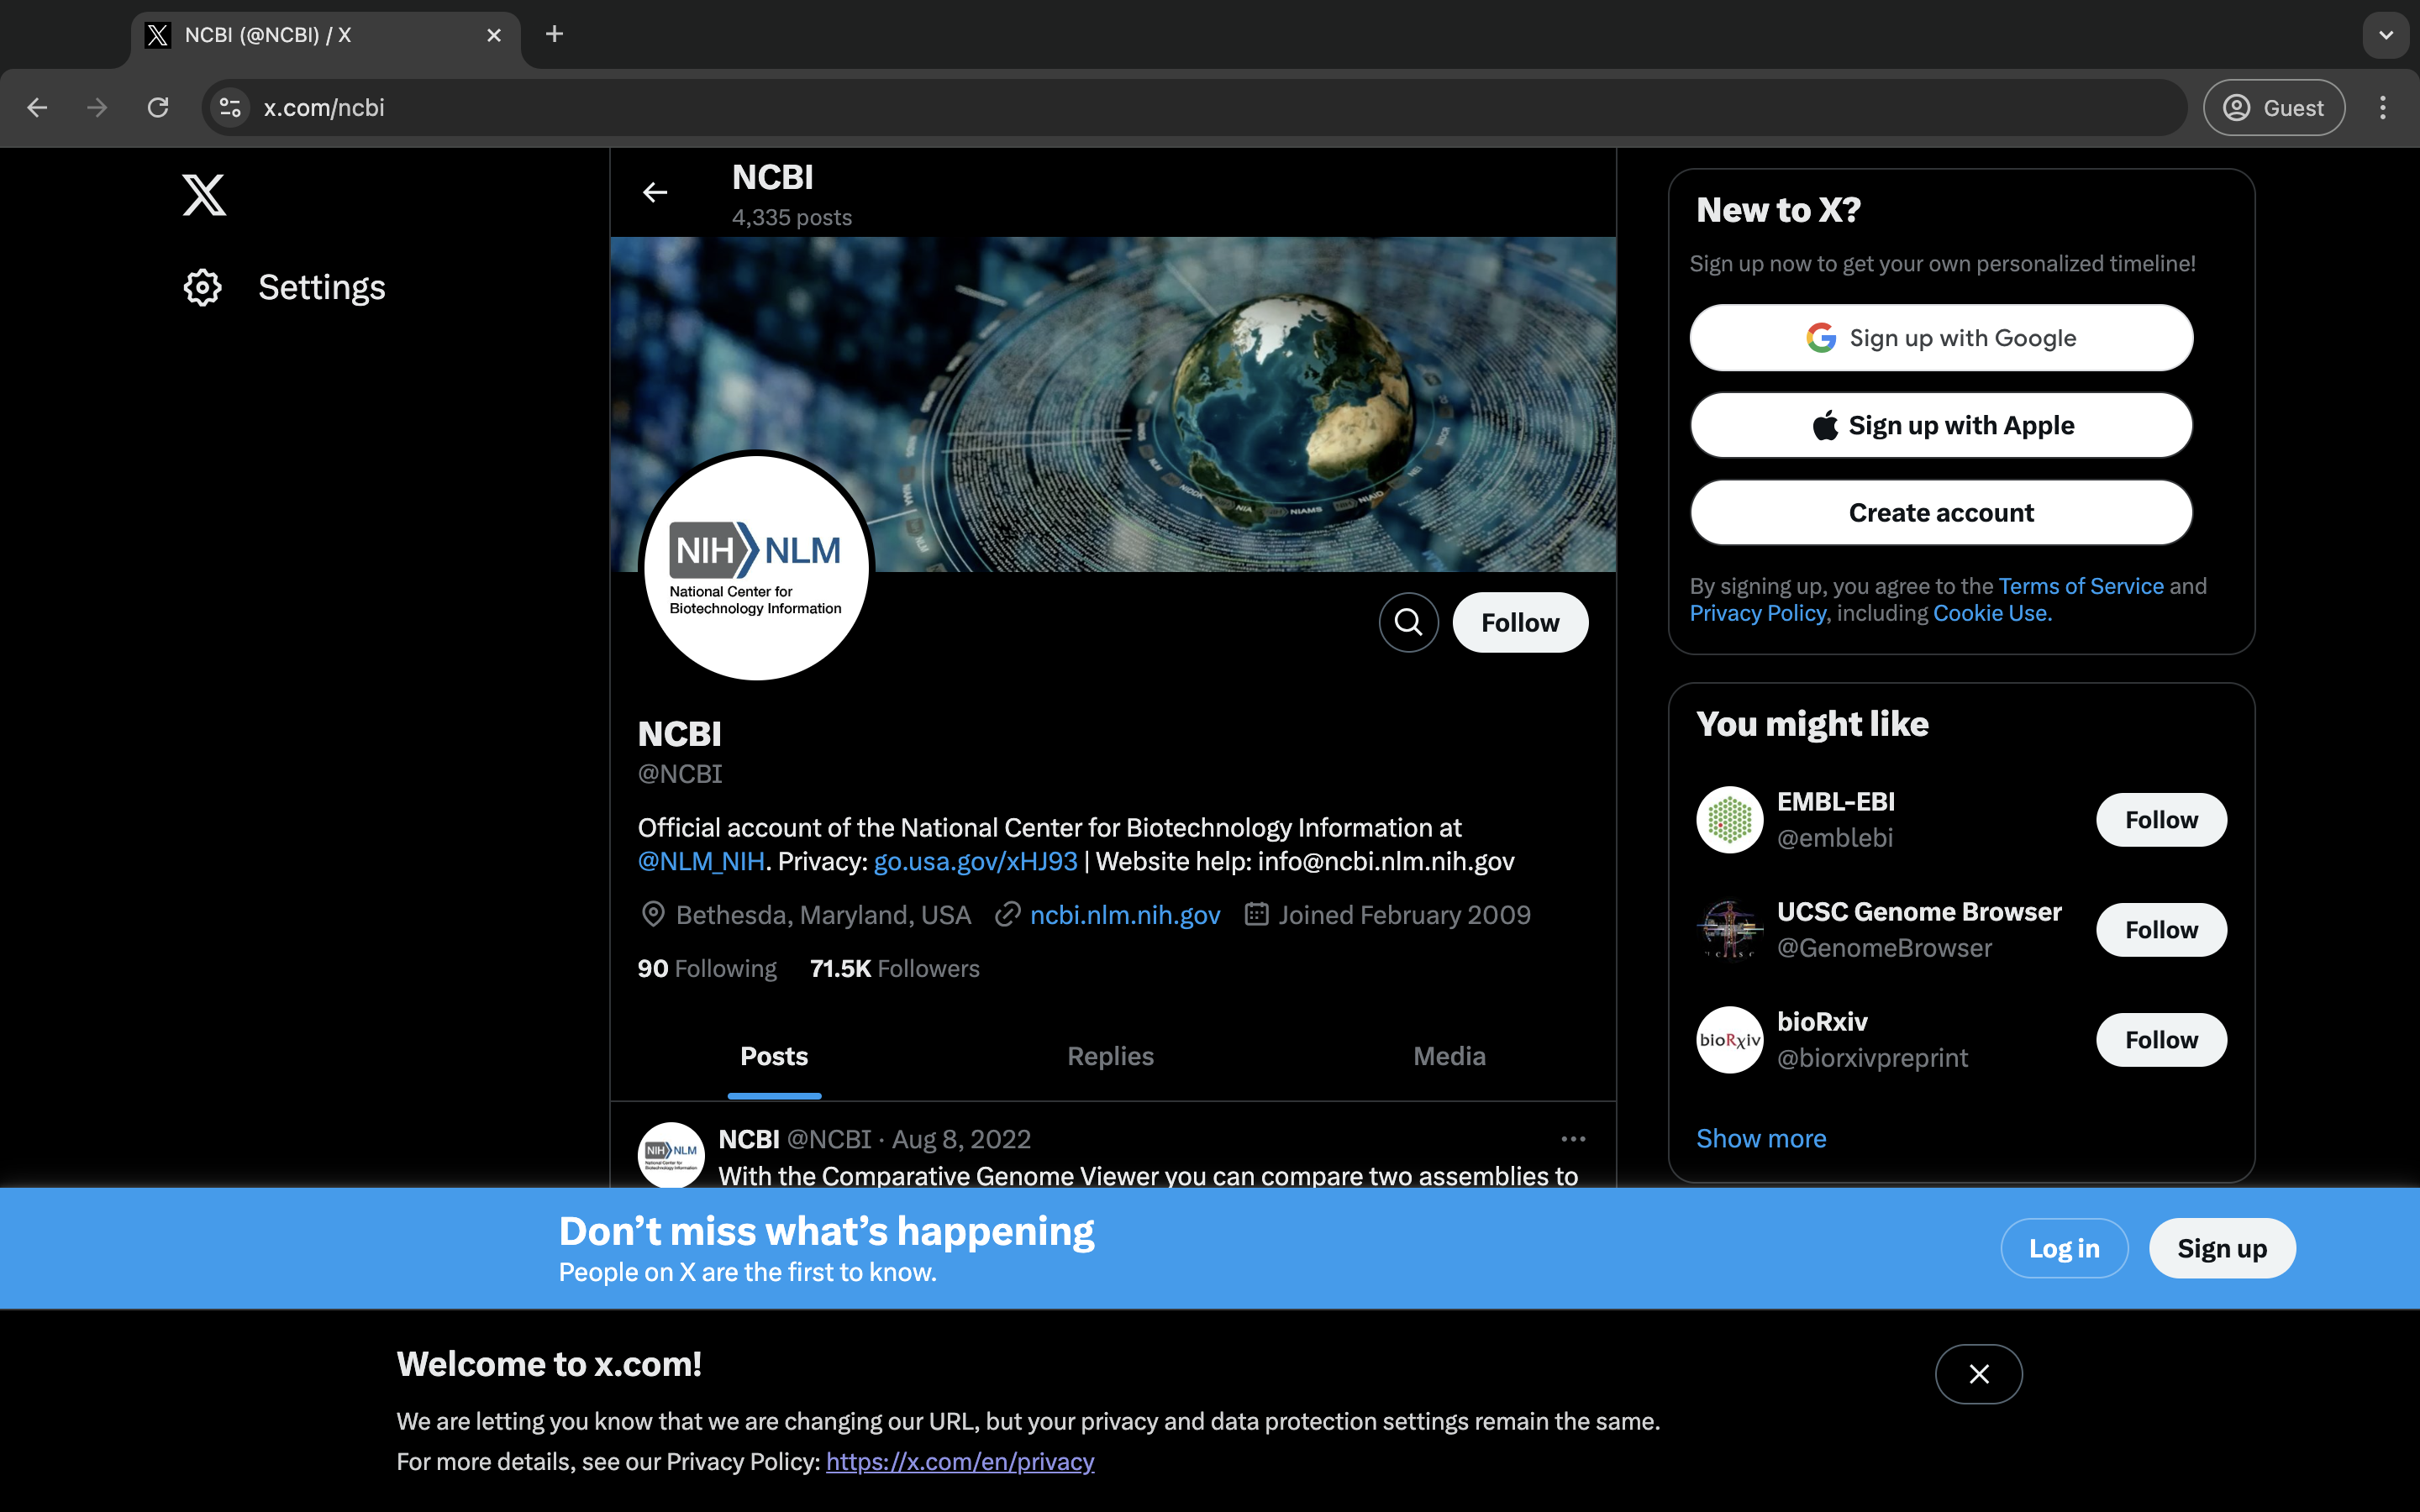 NCBI (@NCBI) / X
x.com/ncbi
Guest
Settings
NCBI
4,335 posts
NIH NLM
National Center for
Biotechnology Information
Follow
NCBI
@NCBI
Official account of the National Center for Biotechnology Information at
@NLM_NIH. Privacy: go.usa.gov/xHJ93 | Website help: info@ncbi.nlm.nih.gov
Bethesda, Maryland, USA ncbi.nlm.nih.gov Joined February 2009
90 Following 71.5K Followers
Posts Replies Media
NCBI @NCBI · Aug 8, 2022
With the Comparative Genome Viewer you can compare two assemblies to
New to X?
Sign up now to get your own personalized timeline!
Sign up with Google
Sign up with Apple
Create account
By signing up, you agree to the Terms of Service and
Privacy Policy, including Cookie Use.
You might like
EMBL-EBI
@emblebi
Follow
UCSC Genome Browser
@GenomeBrowser
Follow
bioRxiv
bioRxiv
@biorxivpreprint
Follow
Show more
Don’t miss what’s happening
People on X are the first to know.
Log in
Sign up
Welcome to x.com!
We are letting you know that we are changing our URL, but your privacy and data protection settings remain the same.
For more details, see our Privacy Policy: https://x.com/en/privacy